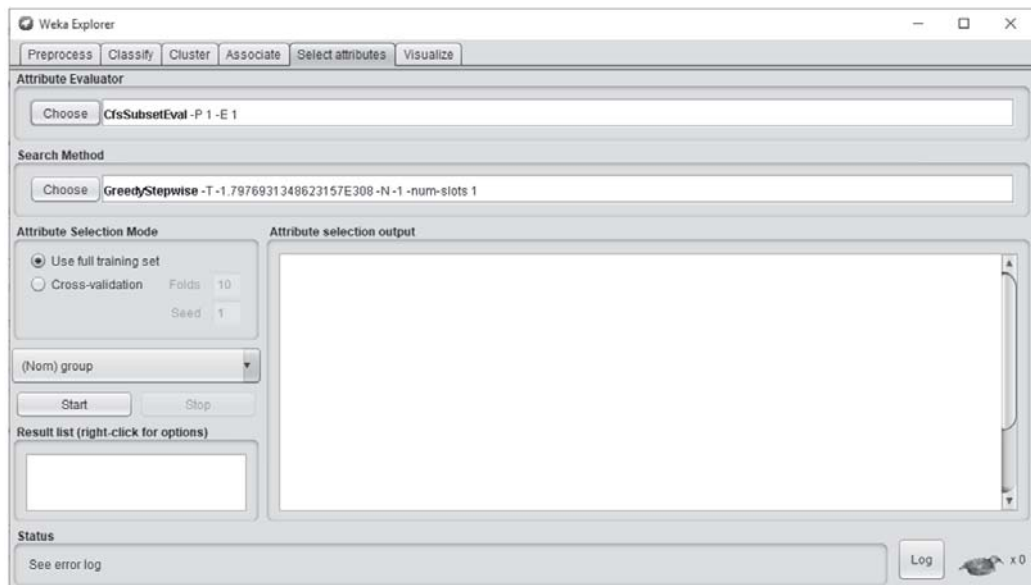 Weka Explorer
Preprocess Classify Cluster Associate Select attributes Visualize
Attribute Evaluator
Choose CfsSubsetEval -P 1 -E 1
Search Method
Choose GreedyStepwise -T -1.7976931348623157E308 -N -1 -num-slots 1
Attribute Selection Mode
Use full training set
Cross-validation Folds 10
Seed 1
(Nom) group
Start Stop
Result list (right-click for options)
Attribute selection output
Status
See error log
Log x 0